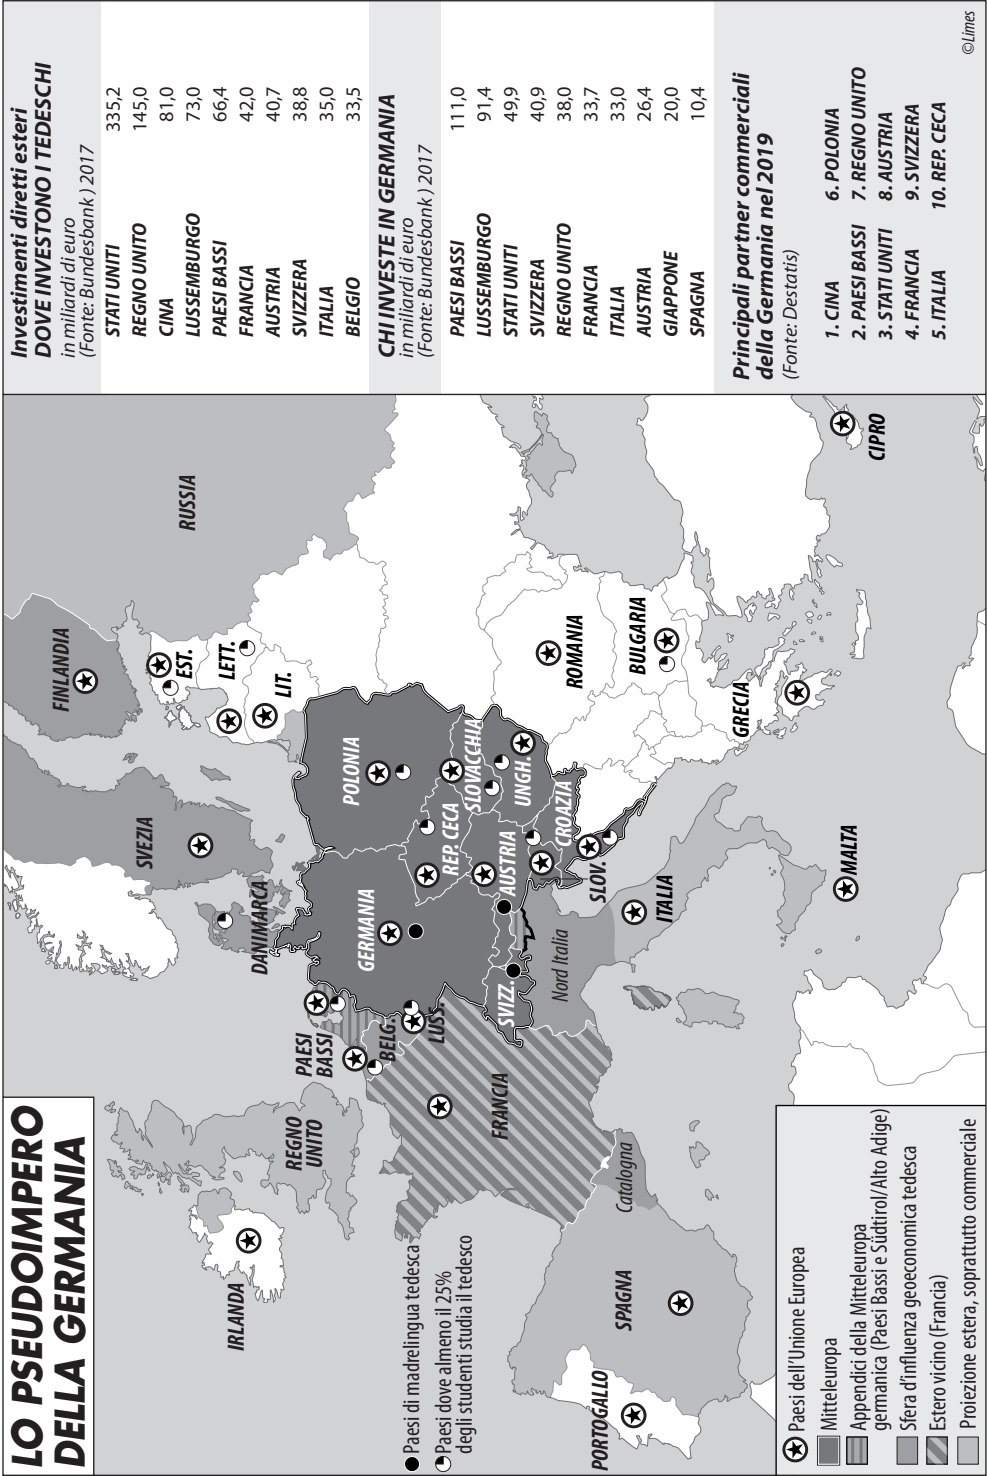 LO PSEUDOIMPERO
DELLA GERMANIA
IRLANDA
REGNO
UNITO
PAESI
BASSI
BELG.
LUSS.
DANIMARCA
SVEZIA
FINLANDIA
EST.
LETT.
LIT.
RUSSIA
GERMANIA
POLONIA
REP. CECA
SLOVACCHIA
AUSTRIA
UNGH.
SVIZZ.
FRANCIA
SLOV.
CROAZIA
ROMANIA
BULGARIA
Nord Italia
ITALIA
GRECIA
Catalogna
SPAGNA
PORTOGALLO
MALTA
CIPRO
Paesi di madrelingua tedesca
Paesi dove almeno il 25%
degli studenti studia il tedesco
Paesi dell'Unione Europea
Mitteleuropa
Appendici della Mitteleuropa
germanica (Paesi Bassi e Südtirol/Alto Adige)
Sfera d'influenza geoeconomica tedesca
Estero vicino (Francia)
Proiezione estera, soprattutto commerciale
Investimenti diretti esteri
DOVE INVESTONO I TEDESCHI
in miliardi di euro
(Fonte: Bundesbank ) 2017
STATI UNITI 335,2
REGNO UNITO 145,0
CINA 81,0
LUSSEMBURGO 73,0
PAESI BASSI 66,4
FRANCIA 42,0
AUSTRIA 40,7
SVIZZERA 38,8
ITALIA 35,0
BELGIO 33,5
CHI INVESTE IN GERMANIA
in miliardi di euro
(Fonte: Bundesbank ) 2017
PAESI BASSI 111,0
LUSSEMBURGO 91,4
STATI UNITI 49,9
SVIZZERA 40,9
REGNO UNITO 38,0
FRANCIA 33,7
ITALIA 33,0
AUSTRIA 26,4
GIAPPONE 20,0
SPAGNA 10,4
Principali partner commerciali
della Germania nel 2019
(Fonte: Destatis)
1. CINA
2. PAESI BASSI
3. STATI UNITI
4. FRANCIA
5. ITALIA
6. POLONIA
7. REGNO UNITO
8. AUSTRIA
9. SVIZZERA
10. REP. CECA
©Limes